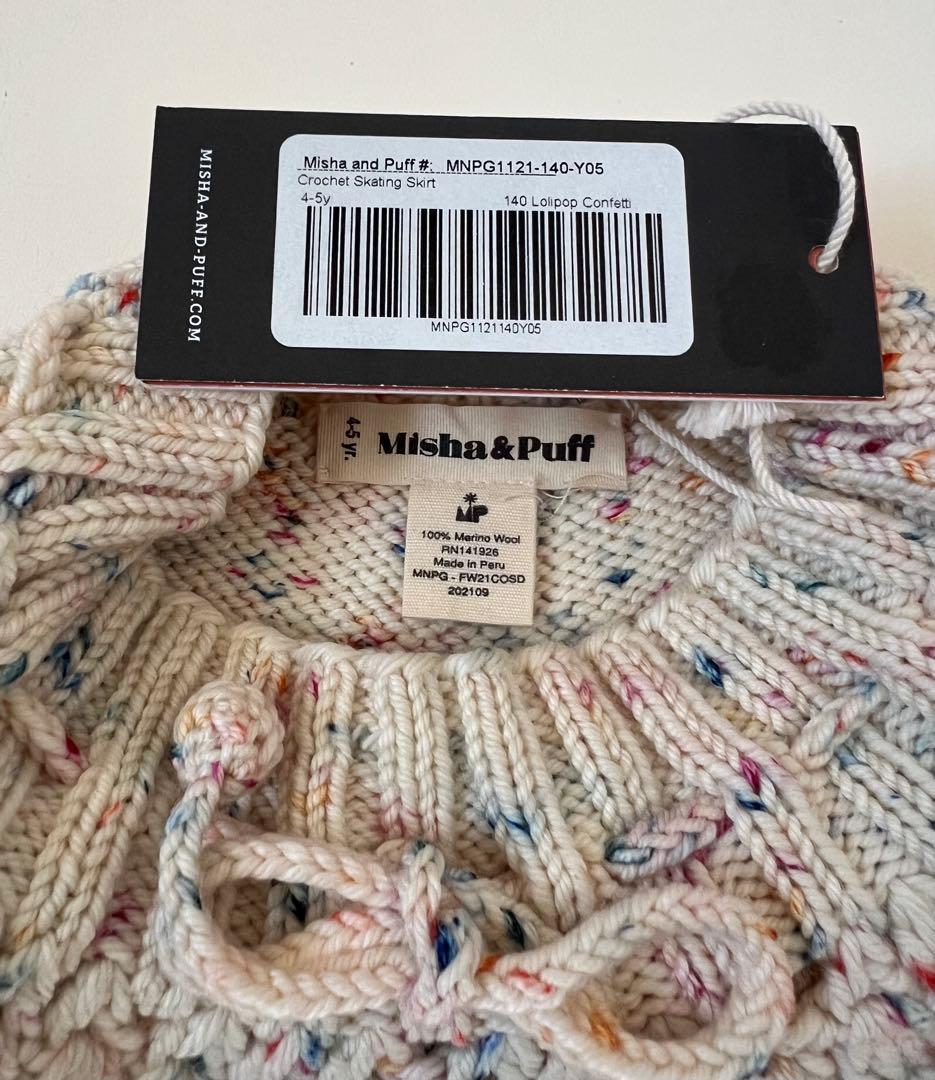 MISHA-AND-PUFF.COM
Misha and Puff #: MNPG1121-140-Y05
Crochet Skating Skirt
4-5y 140 Lolipop Confetti
MNPG1121140Y05
4-5 yr.
Misha&Puff
MP
100% Merino Wool
RN141926
Made in Peru
MNPG - FW21COSD
202109